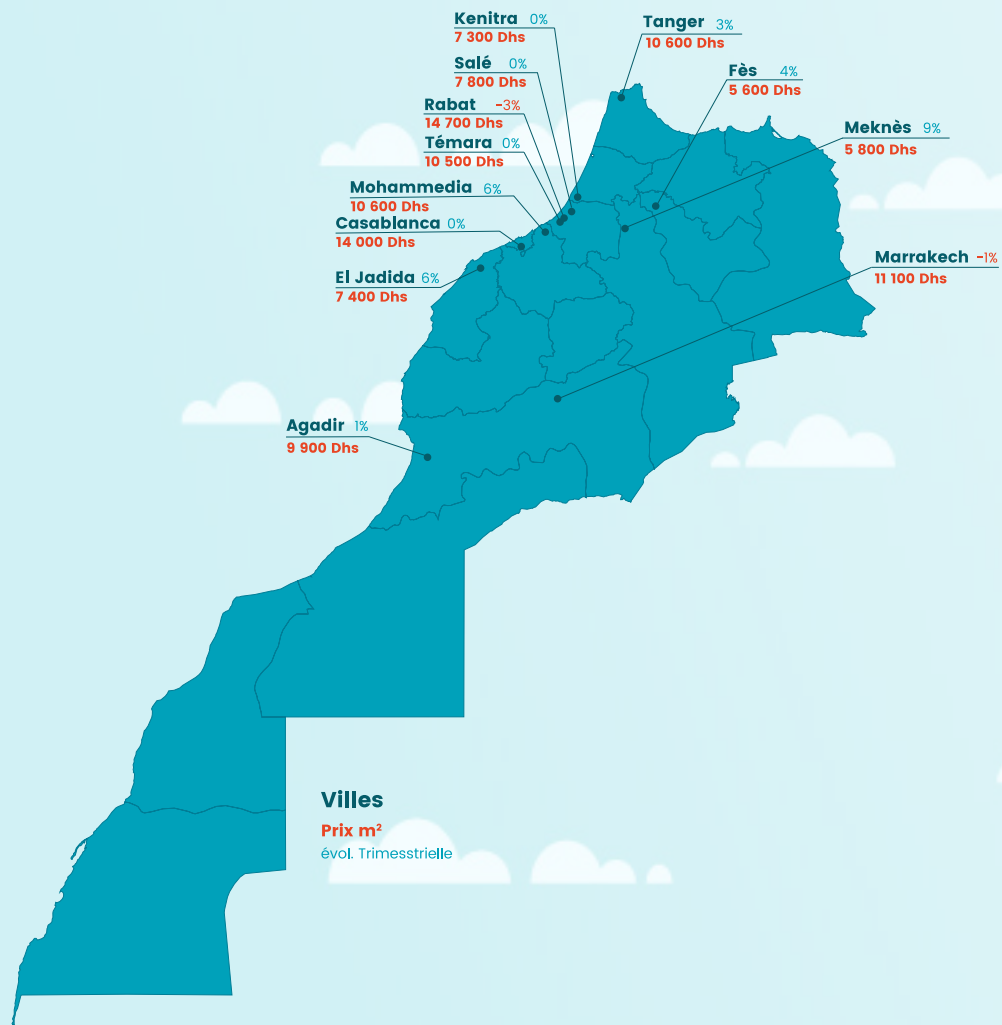 Kenitra 0%
7 300 Dhs
Tanger 3%
10 600 Dhs
Salé 0%
7 800 Dhs
Fès 4%
5 600 Dhs
Rabat -3%
14 700 Dhs
Meknès 9%
5 800 Dhs
Témara 0%
10 500 Dhs
Mohammedia 6%
10 600 Dhs
Casablanca 0%
14 000 Dhs
Marrakech -1%
11 100 Dhs
El Jadida 6%
7 400 Dhs
Agadir 1%
9 900 Dhs
Villes
Prix m²
évol. Trimesstrielle